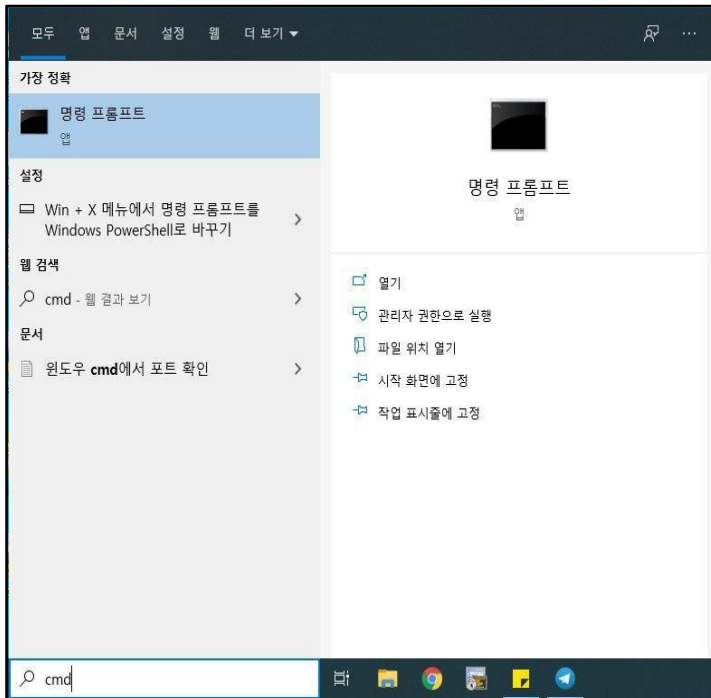 모두 앱 문서 설정 웹 더 보기
가장 정확
명령 프롬프트
앱
설정
Win + X 메뉴에서 명령 프롬프트를
Windows PowerShell로 바꾸기
웹 검색
cmd - 웹 결과 보기
문서
윈도우 cmd에서 포트 확인
명령 프롬프트
앱
열기
관리자 권한으로 실행
파일 위치 열기
시작 화면에 고정
작업 표시줄에 고정
cmd